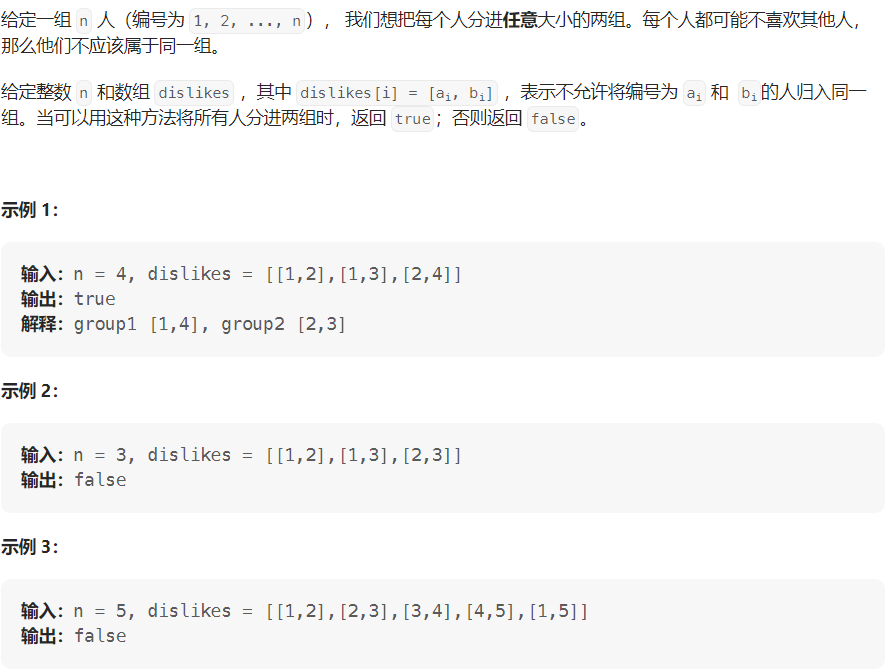 给定一组 n 人（编号为 1, 2, ..., n）， 我们想把每个人分进任意大小的两组。每个人都可能不喜欢其他人，
那么他们不应该属于同一组。
给定整数 n 和数组 dislikes ，其中 dislikes[i] = [ai, bi] ，表示不允许将编号为 ai 和 bi的人归入同一
组。当可以用这种方法将所有人分进两组时，返回 true；否则返回 false。
示例 1：
输入：n = 4, dislikes = [[1,2],[1,3],[2,4]]
输出：true
解释：group1 [1,4], group2 [2,3]
示例 2：
输入：n = 3, dislikes = [[1,2],[1,3],[2,3]]
输出：false
示例 3：
输入：n = 5, dislikes = [[1,2],[2,3],[3,4],[4,5],[1,5]]
输出：false